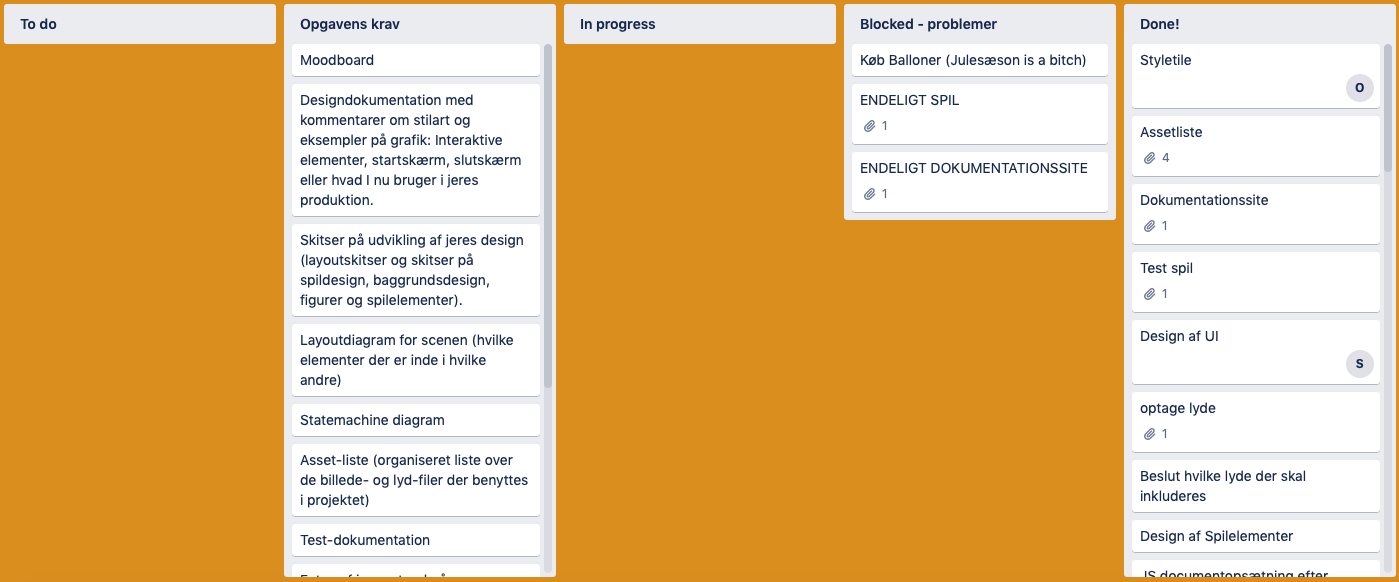 To do
Opgavens krav
Moodboard
Designdokumentation med
kommentarer om stilart og
eksempler på grafik: Interaktive
elementer, startskærm, slutskærm
eller hvad I nu bruger i jeres
produktion.
Skitser på udvikling af jeres design
(layoutskitser og skitser på
spildesign, baggrundsdesign,
figurer og spilelementer).
Layoutdiagram for scenen (hvilke
elementer der er inde i hvilke
andre)
Statemachine diagram
Asset-liste (organiseret liste over
de billede- og lyd-filer der benyttes
i projektet)
Test-dokumentation
In progress
Blocked - problemer
Køb Balloner (Julesæson is a bitch)
ENDELIGT SPIL
1
ENDELIGT DOKUMENTATIONSSITE
1
Done!
Styletile
O
Assetliste
4
Dokumentationssite
1
Test spil
1
Design af UI
S
optage lyde
1
Beslut hvilke lyde der skal
inkluderes
Design af Spilelementer
JS documentopsætning efter